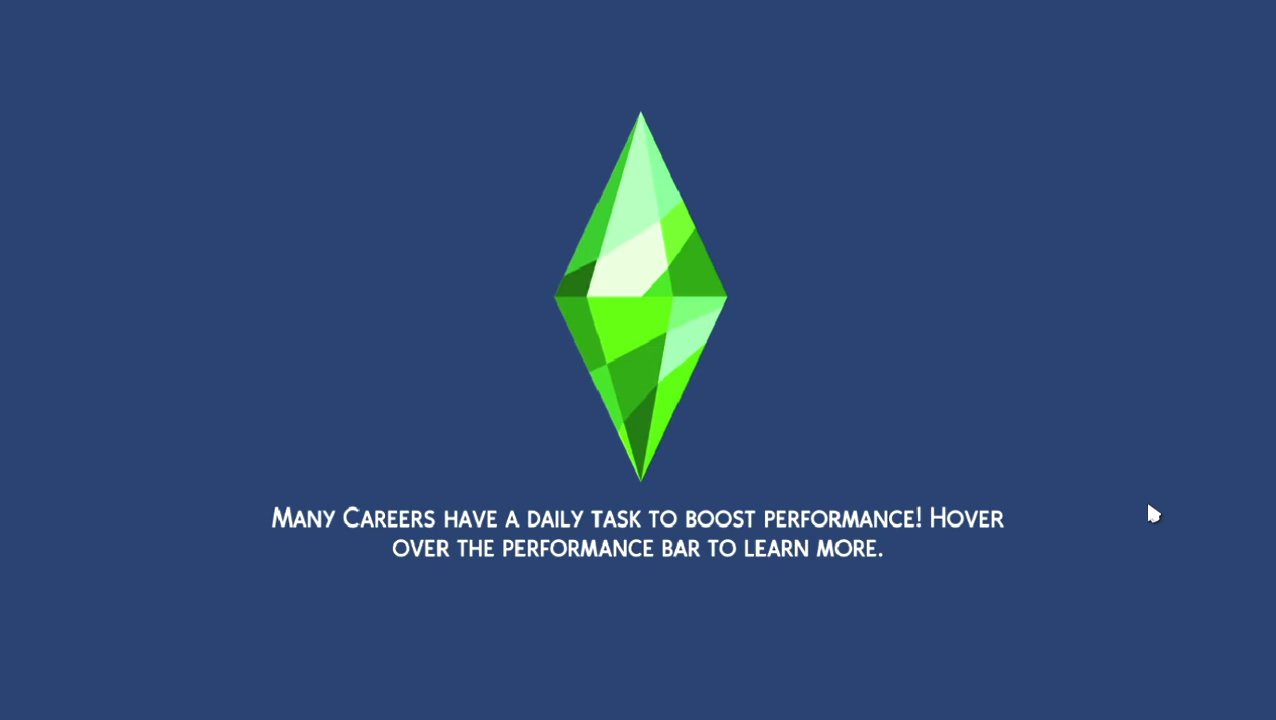 Many Careers have a daily task to boost performance! Hover
over the performance bar to learn more.